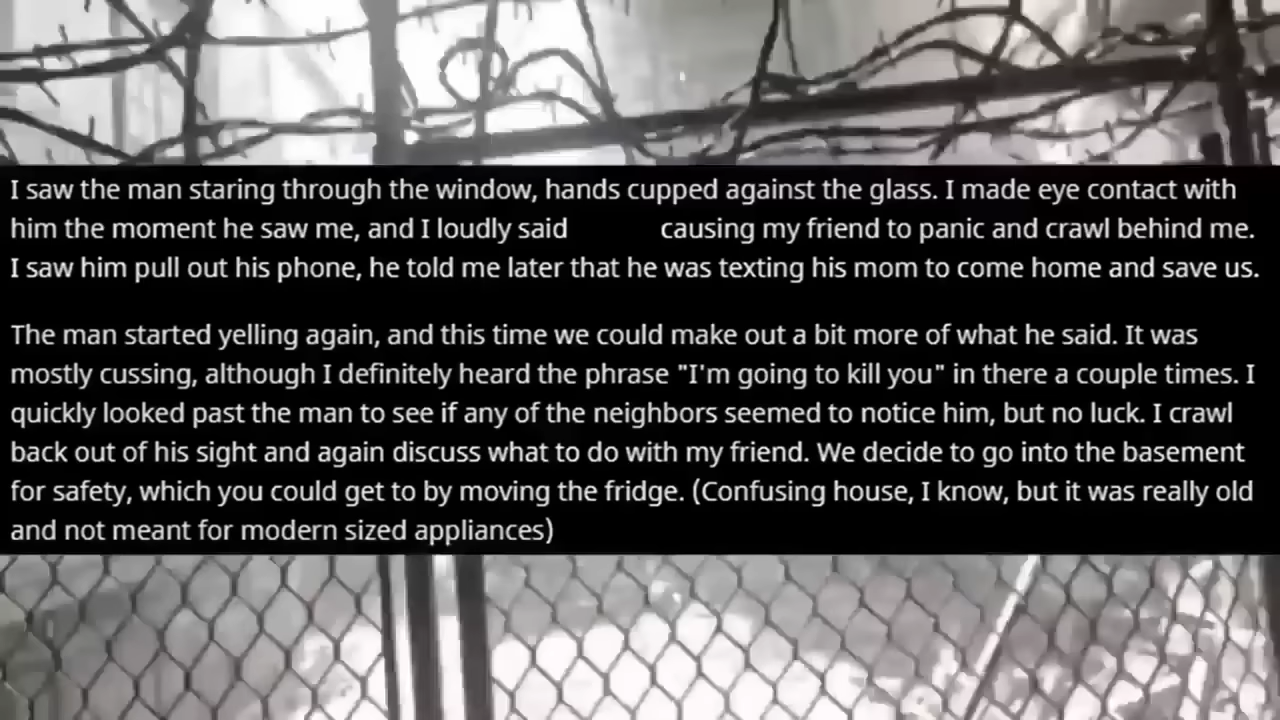 I saw the man staring through the window, hands cupped against the glass. I made eye contact with
him the moment he saw me, and I loudly said causing my friend to panic and crawl behind me.
I saw him pull out his phone, he told me later that he was texting his mom to come home and save us.
The man started yelling again, and this time we could make out a bit more of what he said. It was
mostly cussing, although I definitely heard the phrase "I'm going to kill you" in there a couple times. I
quickly looked past the man to see if any of the neighbors seemed to notice him, but no luck. I crawl
back out of his sight and again discuss what to do with my friend. We decide to go into the basement
for safety, which you could get to by moving the fridge. (Confusing house, I know, but it was really old
and not meant for modern sized appliances)